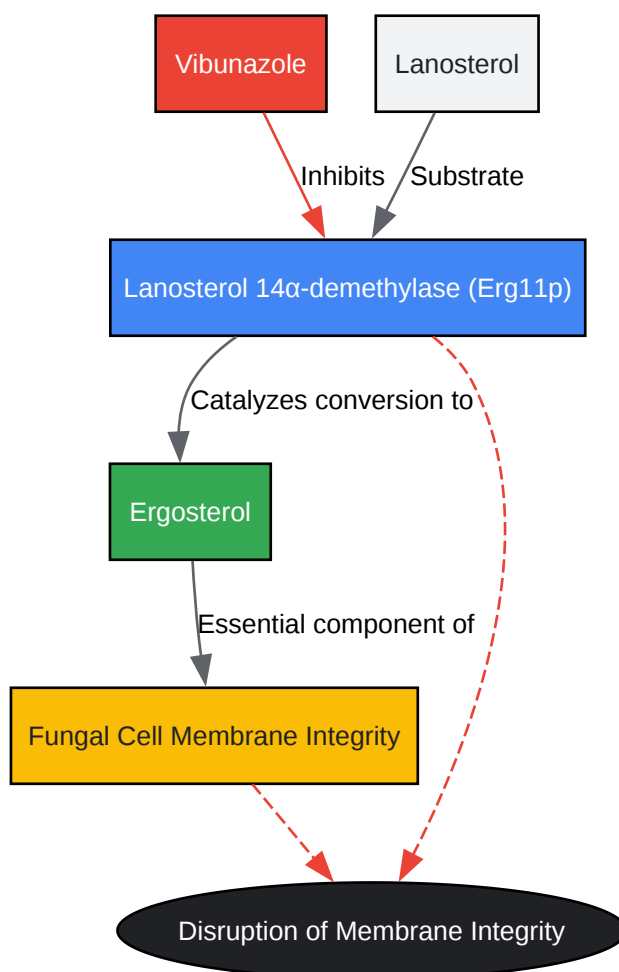 Vibunazole
Lanosterol
Inhibits
Substrate
Lanosterol 14α-demethylase (Erg11p)
Catalyzes conversion to
Ergosterol
Essential component of
Fungal Cell Membrane Integrity
Disruption of Membrane Integrity